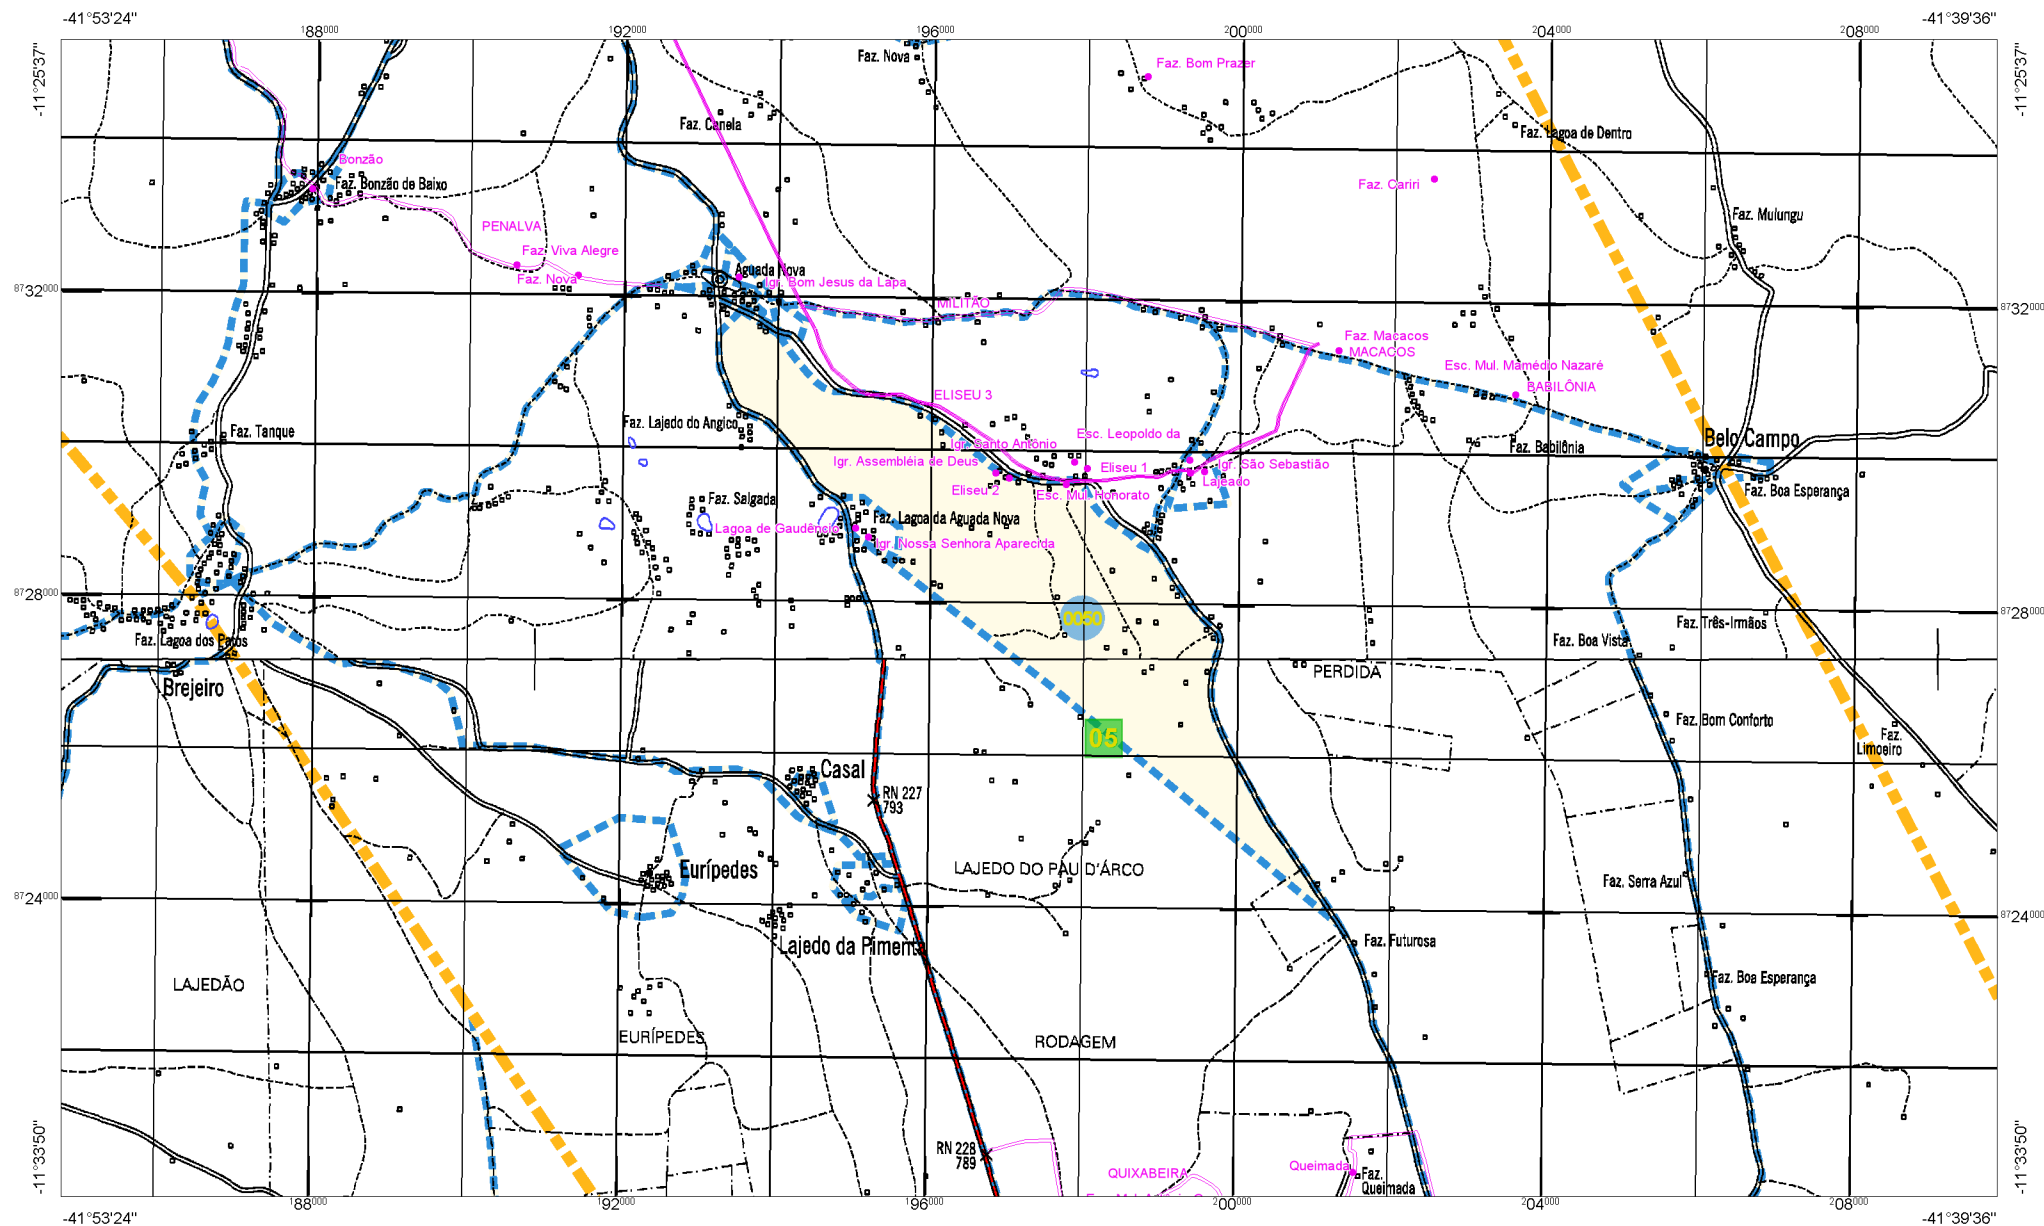 -41°53'24"
-41°39'36"
188000
192000
196000
200000
204000
208000
-11°25'37"
-11°25'37"
Faz. Nova
Faz. Bom Prazer
Faz. Canela
Faz. Lagoa de Dentro
Bonzão
Faz. Bonzão de Baixo
Faz. Cariri
Faz. Mulungu
PENALVA
Faz. Viva Alegre
Faz. Nova
Aguada Nova
Igr. Bom Jesus da Lapa
8732000
MILITÃO
8732000
Faz. Macacos
MACACOS
Esc. Mul. Mamédio Nazaré
BABILÔNIA
ELISEU 3
Faz. Lajedo do Angico
Faz. Tanque
Esc. Leopoldo da
Igr. Santo Antônio
Faz. Babilônia
Belo Campo
Igr. Assembléia de Deus
Eliseu 1
Igr. São Sebastião
Lajeado
Eliseu 2
Esc. Mul. Honorato
Faz. Boa Esperança
Faz. Salgada
Lagoa de Gaudêncio
Faz. Lagoa da Aguada Nova
Igr. Nossa Senhora Aparecida
8728000
8728000
0050
Faz. Três-Irmãos
Faz. Lagoa dos Patos
Faz. Boa Vista
Brejeiro
PERDIDA
Faz. Bom Conforto
05
Faz.
Limoeiro
Casal
RN 227
793
Eurípedes
LAJEDO DO PAU D'ÁRCO
Faz. Serra Azul
8724000
8724000
Lajedo da Pimenta
Faz. Futurosa
LAJEDÃO
Faz. Boa Esperança
EURÍPEDES
RODAGEM
RN 228
789
QUIXABEIRA
Queimada
Faz.
Queimada
-11°33'50"
-11°33'50"
188000
192000
196000
200000
204000
208000
-41°53'24"
-41°39'36"